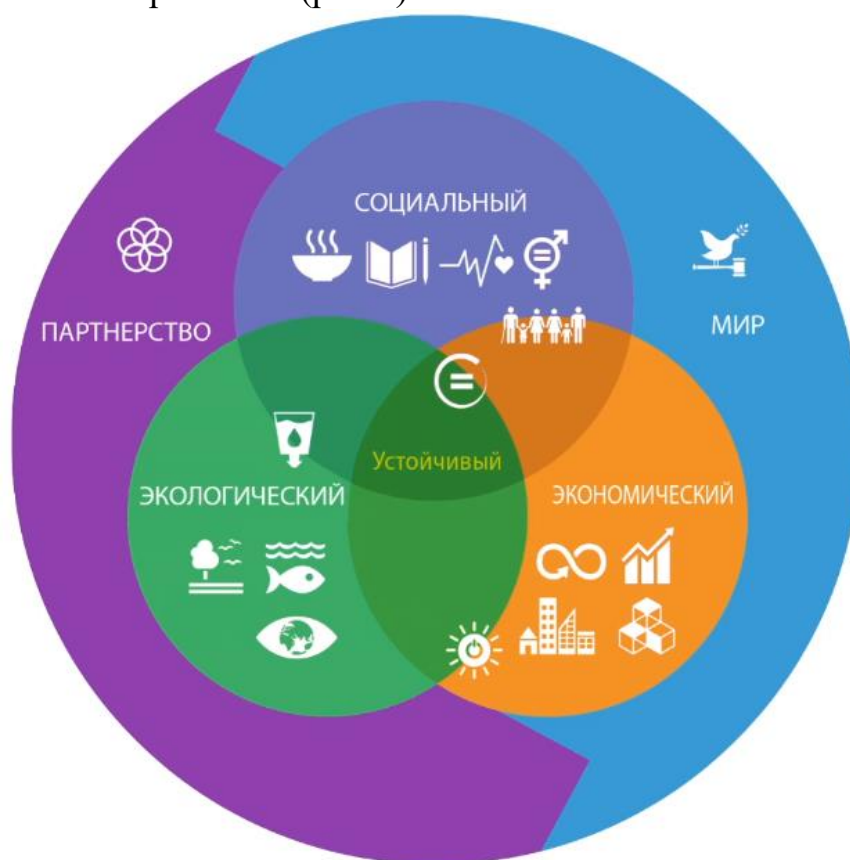 СОЦИАЛЬНЫЙ
ПАРТНЕРСТВО
МИР
Устойчивый
ЭКОЛОГИЧЕСКИЙ
ЭКОНОМИЧЕСКИЙ